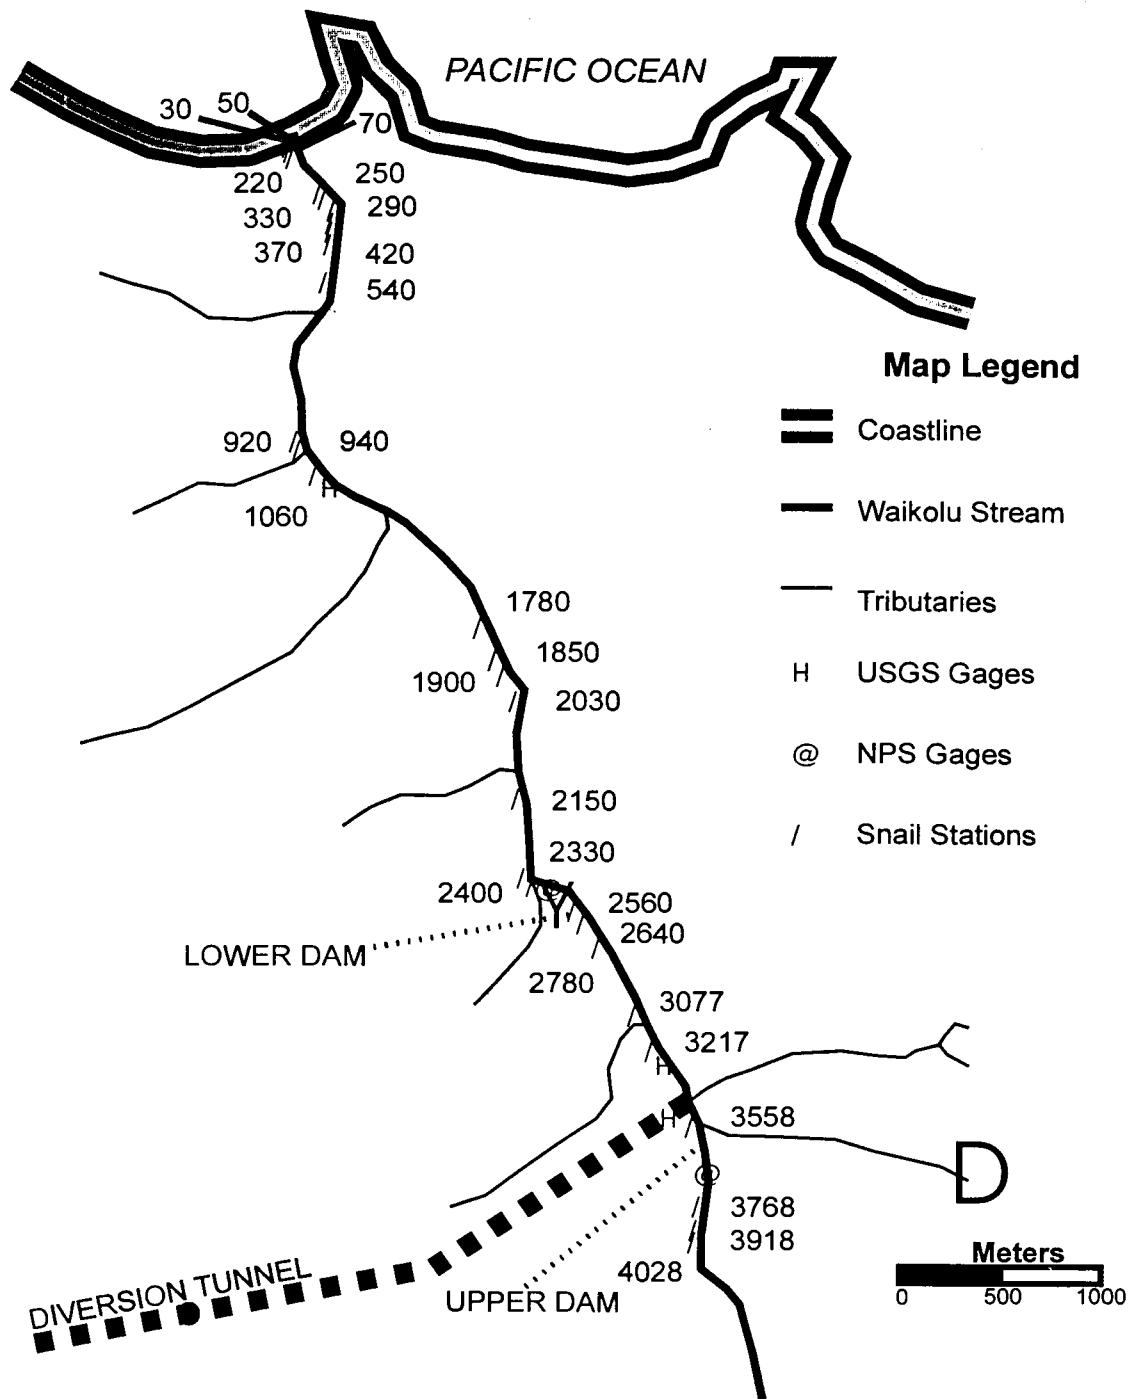 PACIFIC OCEAN
30
50
70
220
250
330
290
370
420
540
Map Legend
Coastline
920
940
H
1060
Waikolu Stream
Tributaries
1780
1850
1900
2030
H USGS Gages
@ NPS Gages
2150
/ Snail Stations
2330
@
2400
2560
2640
LOWER DAM
2780
3077
3217
H
H
3558
@
D
3768
3918
4028
Meters
0 500 1000
DIVERSION TUNNEL
UPPER DAM